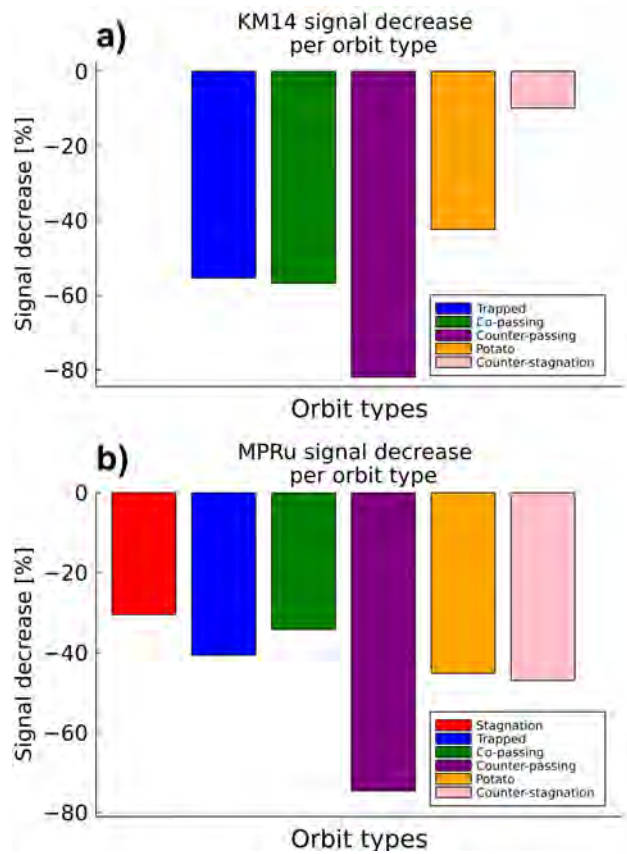 a)
KM14 signal decrease
per orbit type
Signal decrease [%]
0
−20
−40
−60
−80
Trapped
Co-passing
Counter-passing
Potato
Counter-stagnation
Orbit types
b)
MPRu signal decrease
per orbit type
Signal decrease [%]
0
−20
−40
−60
−80
Stagnation
Trapped
Co-passing
Counter-passing
Potato
Counter-stagnation
Orbit types